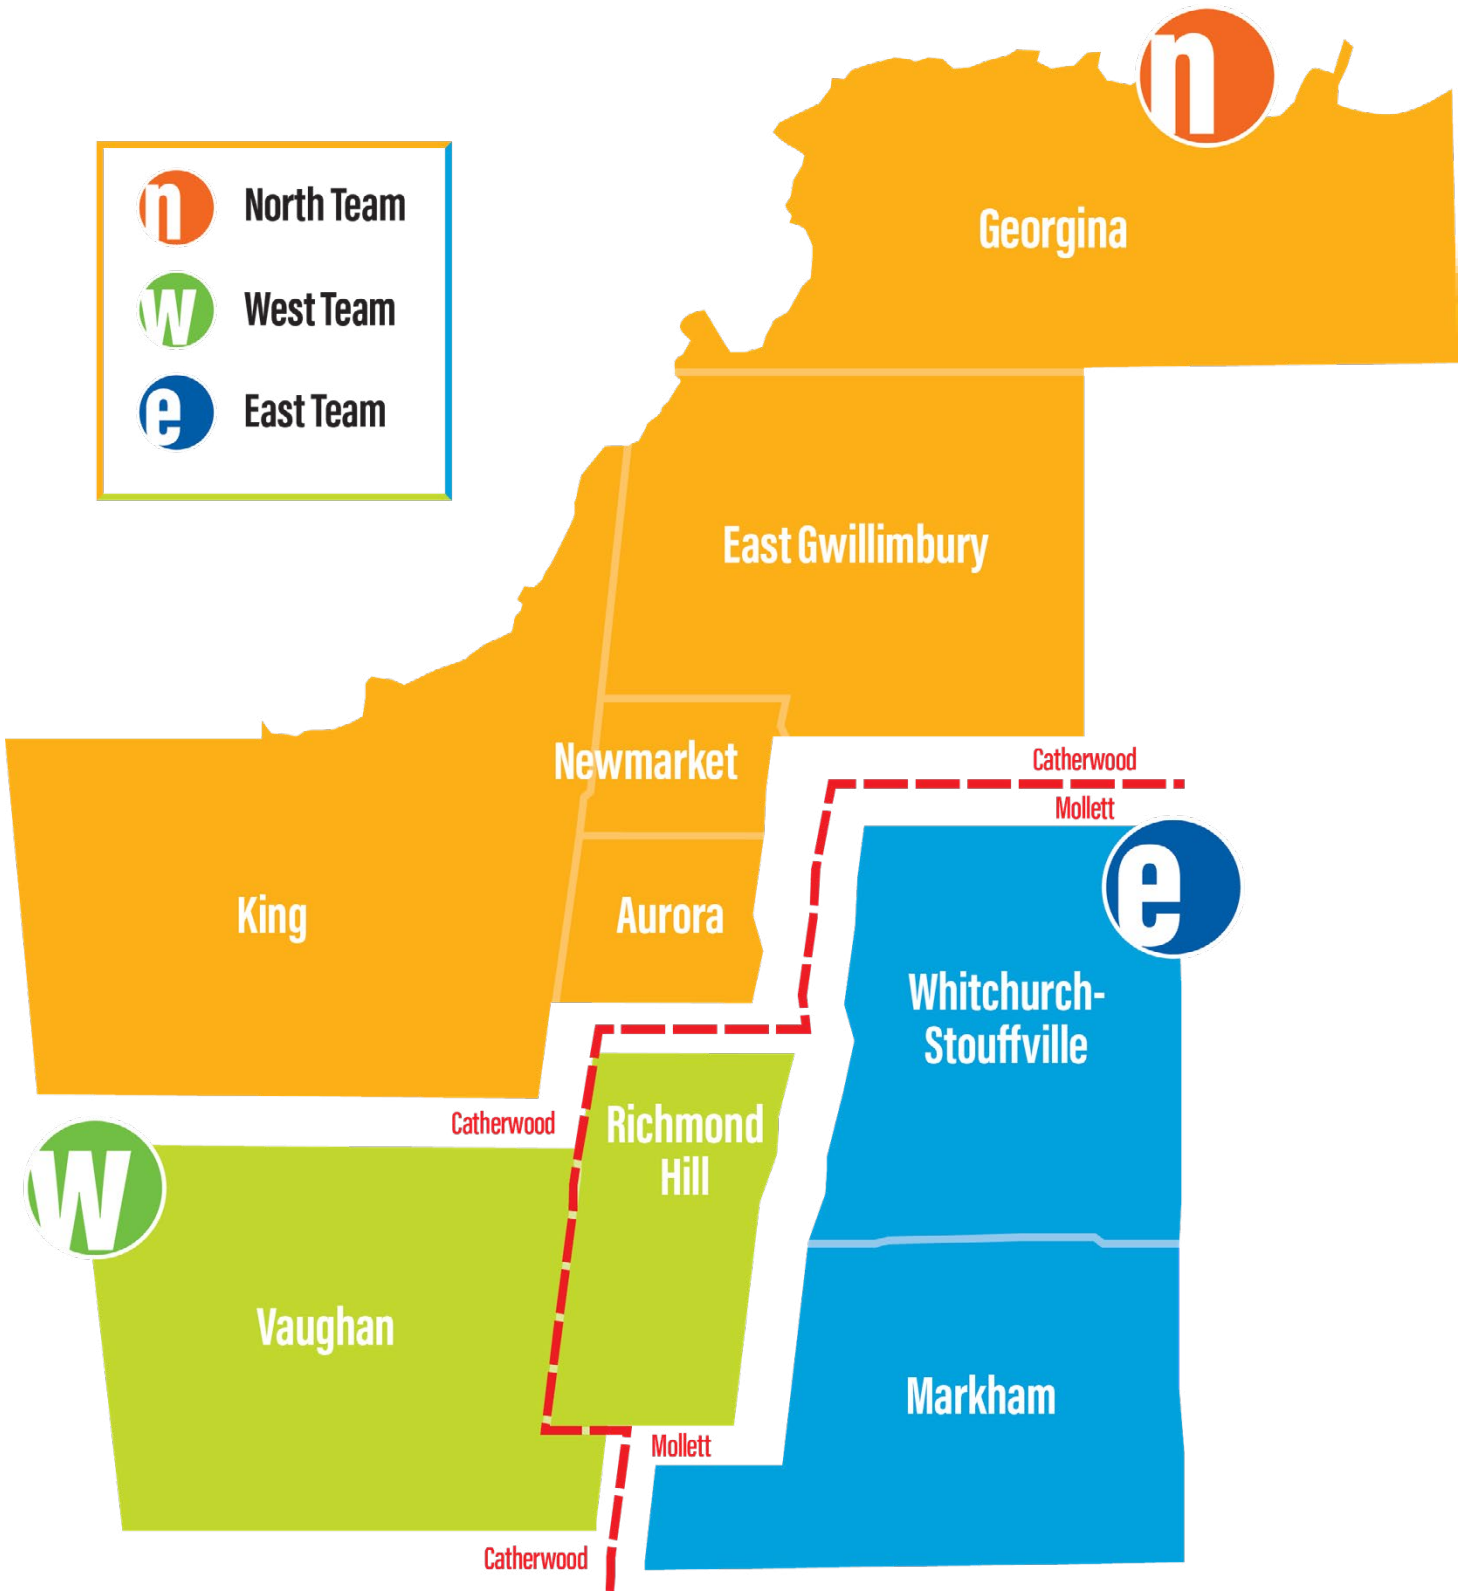 n
n North Team
w West Team
e East Team
Georgina
East Gwillimbury
Newmarket
Catherwood
Mollett
e
King
Aurora
Whitchurch-
Stouffville
Catherwood
Richmond
Hill
w
Vaughan
Markham
Mollett
Catherwood